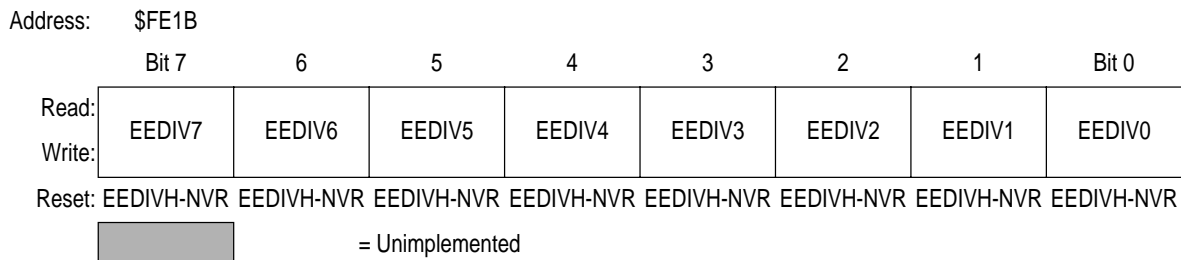 Address: $FE1B
Bit 7 6 5 4 3 2 1 Bit 0
Read:
EEDIV7 EEDIV6 EEDIV5 EEDIV4 EEDIV3 EEDIV2 EEDIV1 EEDIV0
Write:
Reset: EEDIVH-NVR EEDIVH-NVR EEDIVH-NVR EEDIVH-NVR EEDIVH-NVR EEDIVH-NVR EEDIVH-NVR EEDIVH-NVR
= Unimplemented